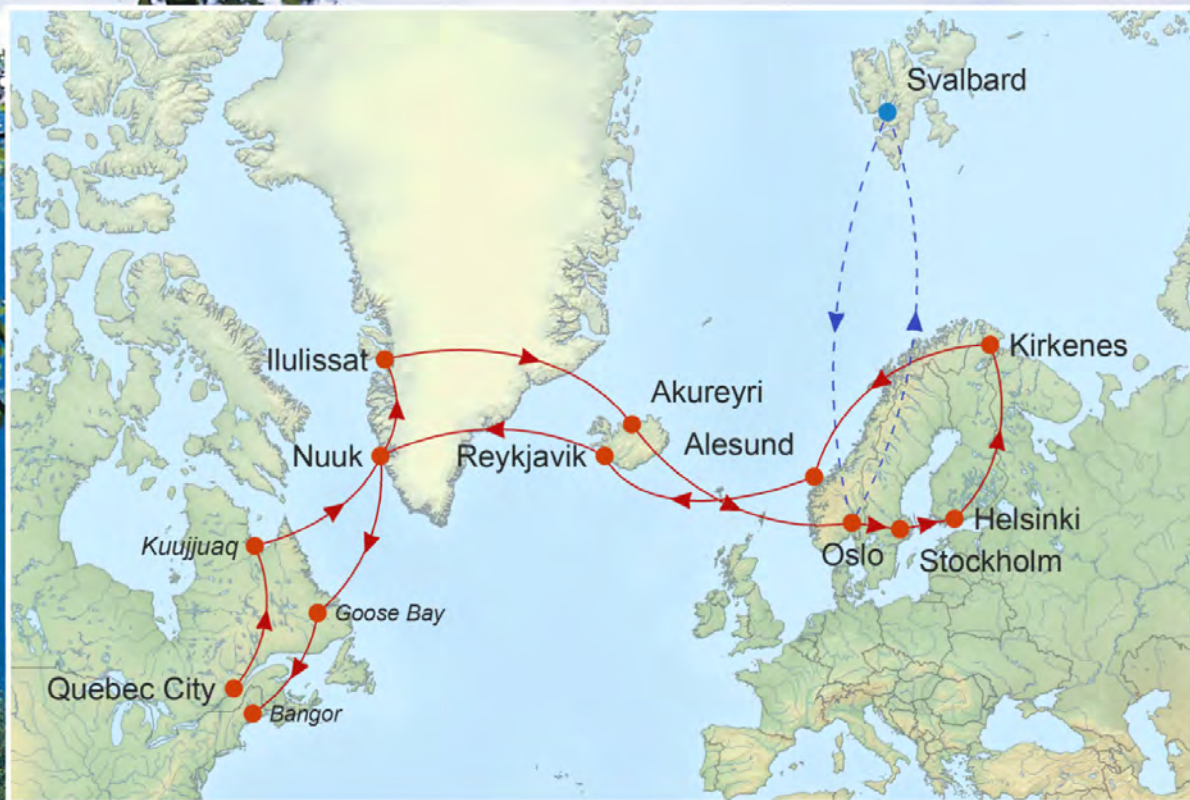 Svalbard
Ilulissat
Kirkenes
Akureyri
Nuuk
Reykjavik
Alesund
Kuujjuaq
Helsinki
Oslo
Stockholm
Goose Bay
Quebec City
Bangor